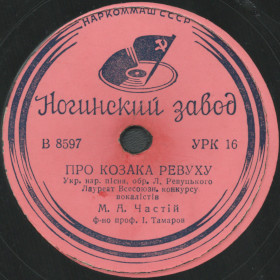 НАРКОММАШ СССР
Ногинский завод
В 8597 УРК 16
ПРО КОЗАКА РЕВУХУ
Укр. нар. пісня, обр. Л. Ревуцького
Лауреат Всесоюзн. конкурсу
вокалістів
М. А. Частій
Ф-но проф. І. Тамаров